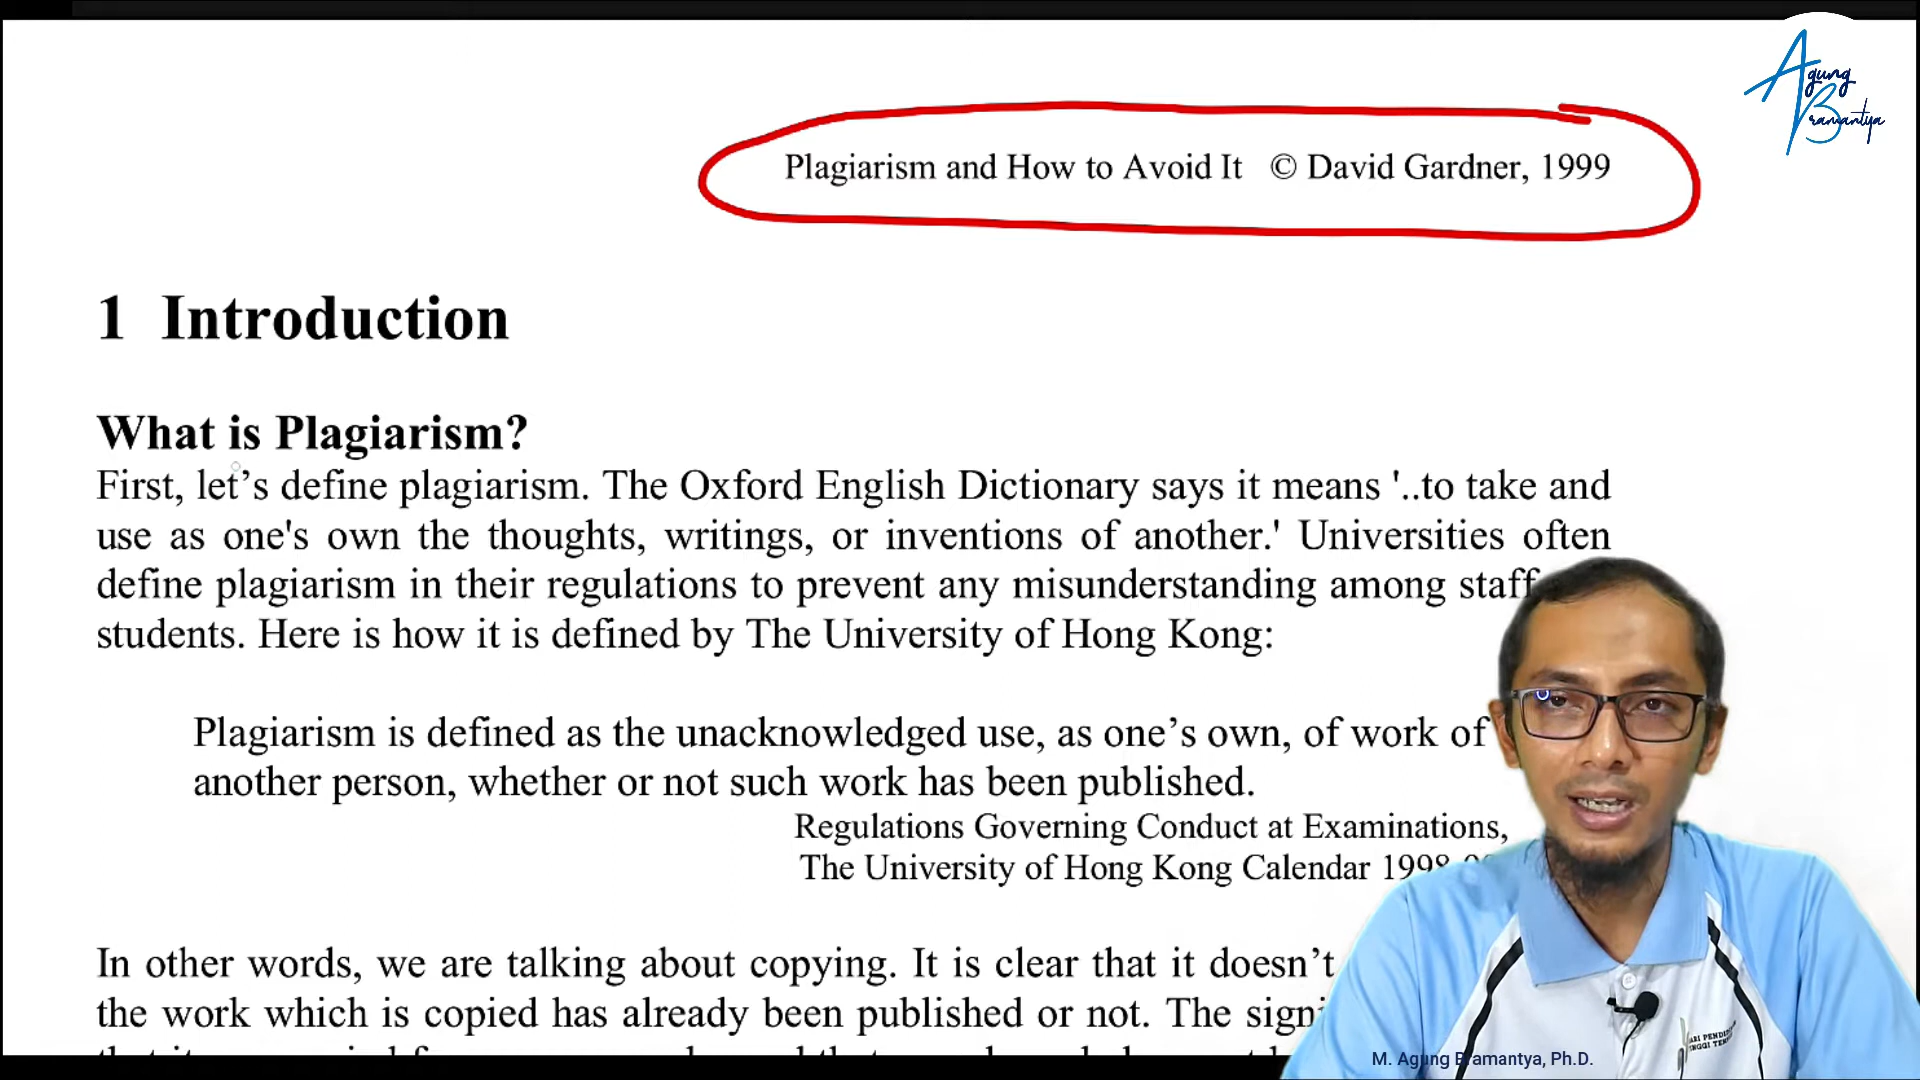 Agung
Bramantya
Plagiarism and How to Avoid It © David Gardner, 1999
1 Introduction
What is Plagiarism?
First, let’s define plagiarism. The Oxford English Dictionary says it means '..to take and
use as one's own the thoughts, writings, or inventions of another.' Universities often
define plagiarism in their regulations to prevent any misunderstanding among staff
students. Here is how it is defined by The University of Hong Kong:
Plagiarism is defined as the unacknowledged use, as one’s own, of work of
another person, whether or not such work has been published.
Regulations Governing Conduct at Examinations,
The University of Hong Kong Calendar
In other words, we are talking about copying. It is clear that it doesn’t
the work which is copied has already been published or not. The
M. Agung Bramantya, Ph.D.